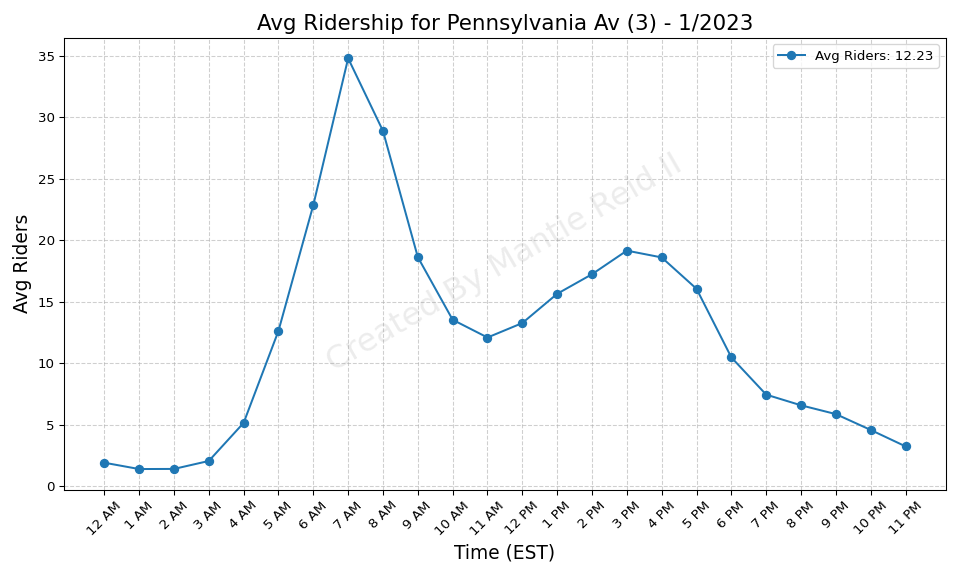 Avg Ridership for Pennsylvania Av (3) - 1/2023
Avg Riders: 12.23
35
30
25
20
15
10
5
0
Avg Riders
Created By Mantie Reid II
12 AM
1 AM
2 AM
3 AM
4 AM
5 AM
6 AM
7 AM
8 AM
9 AM
10 AM
11 AM
12 PM
1 PM
2 PM
3 PM
4 PM
5 PM
6 PM
7 PM
8 PM
9 PM
10 PM
11 PM
Time (EST)